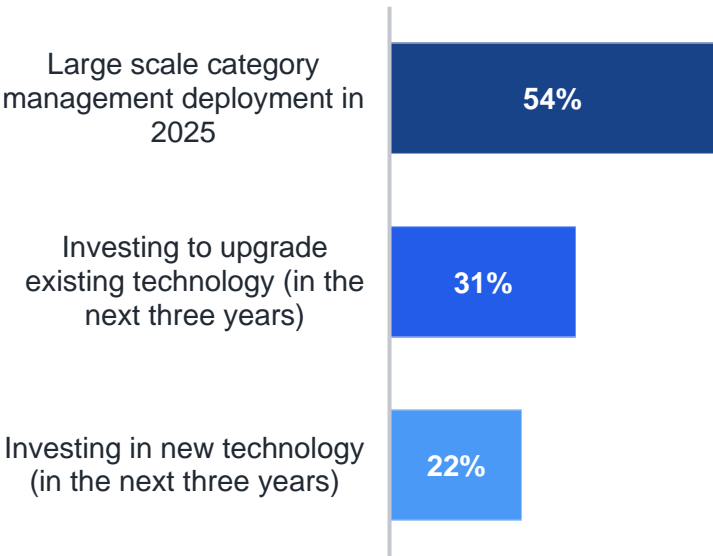 Large scale category
management deployment in
2025
54%
Investing to upgrade
existing technology (in the
next three years)
31%
Investing in new technology
(in the next three years)
22%